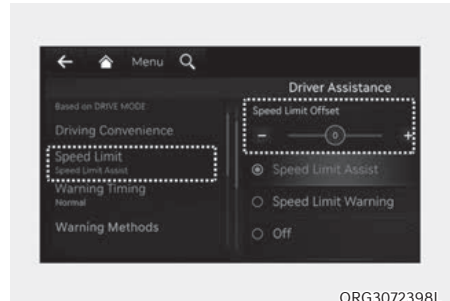 Menu
Driver Assistance
Based on DRIVE MODE
Driving Convenience
Speed Limit
Speed Limit Assist
Warning Timing
Normal
Warning Methods
Speed Limit Offset
- 0 +
Speed Limit Assist
Speed Limit Warning
Off
ORG3072398L